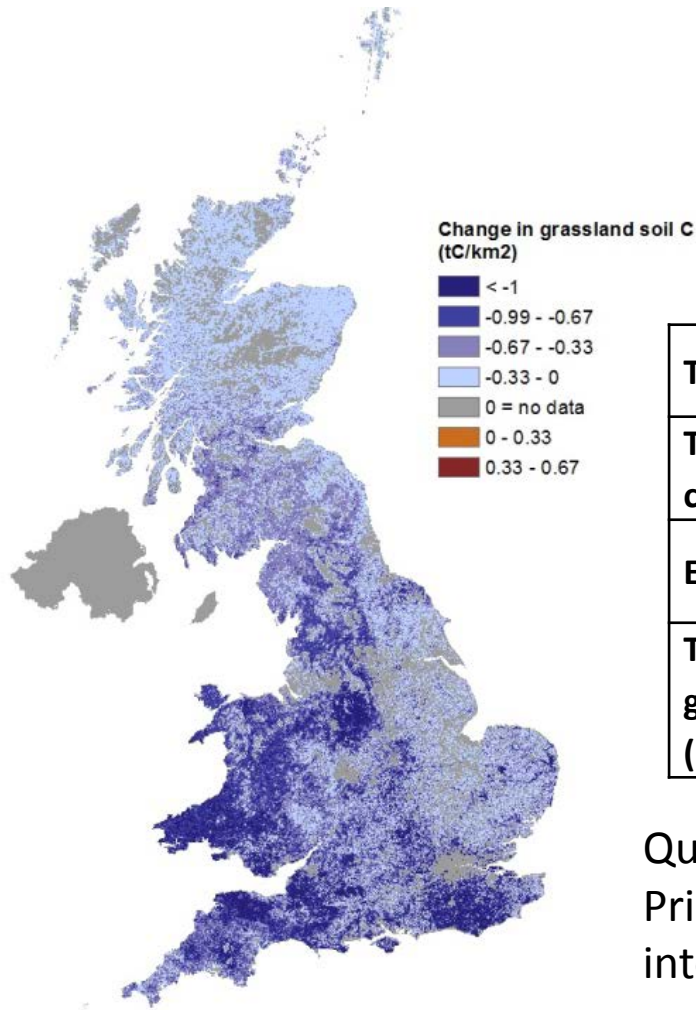 Change in grassland soil C
(tC/km2)
< -1
-0.99 - -0.67
-0.67 - -0.33
-0.33 - 0
0 = no data
0 - 0.33
0.33 - 0.67
T
T
c
E
T
g
(
Qu
Pri
int